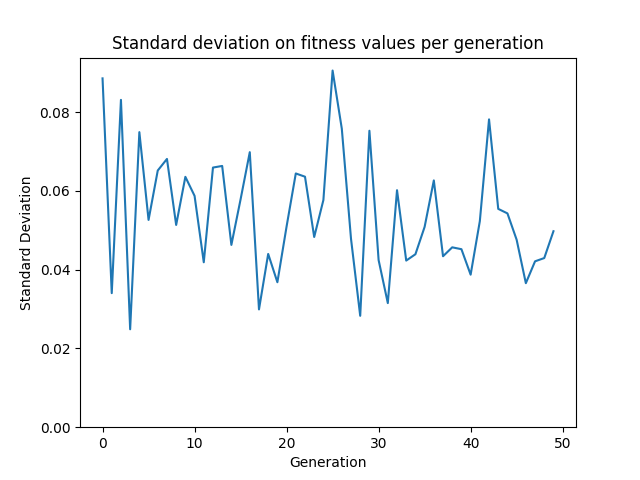 Standard deviation on fitness values per generation
Standard Deviation
0.08
0.06
0.04
0.02
0.00
0 10 20 30 40 50
Generation